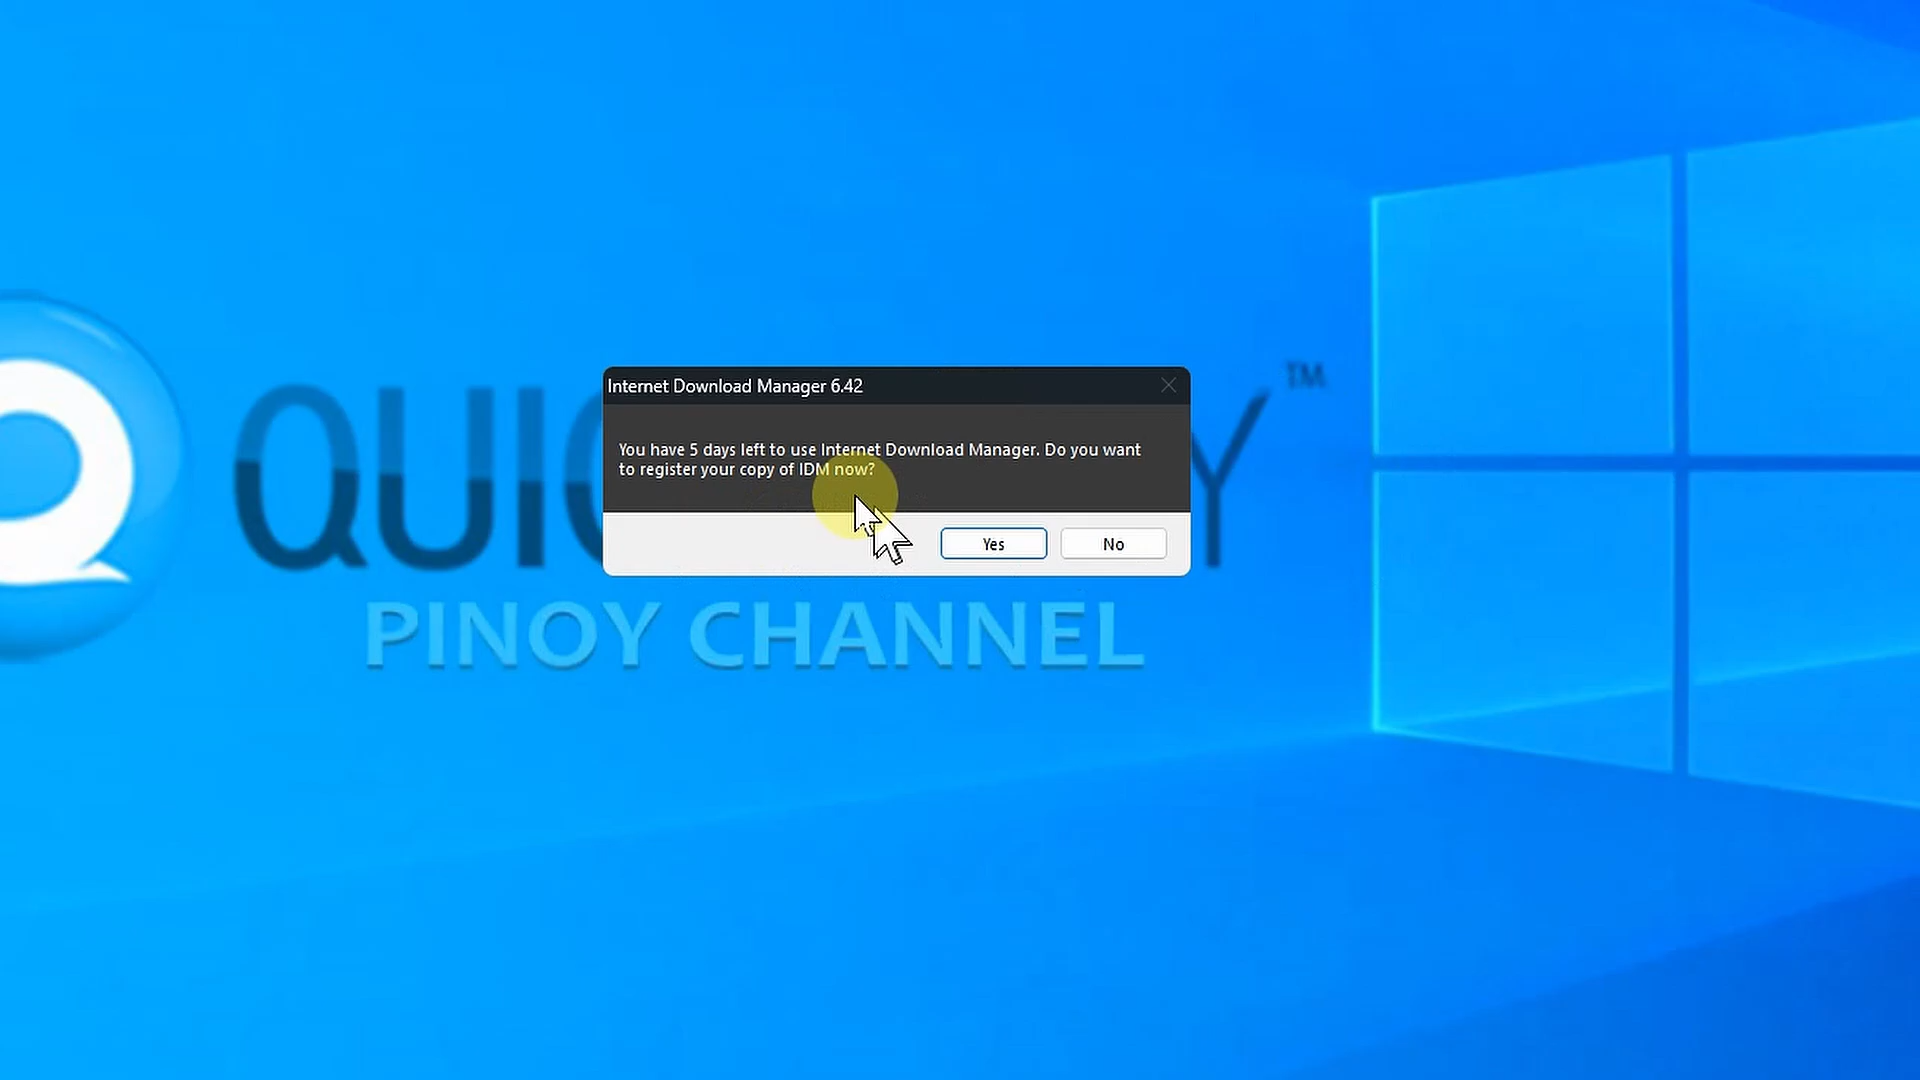 Internet Download Manager 6.42
You have 5 days left to use Internet Download Manager. Do you want
to register your copy of IDM now?
Yes
No
TM
PINOY CHANNEL